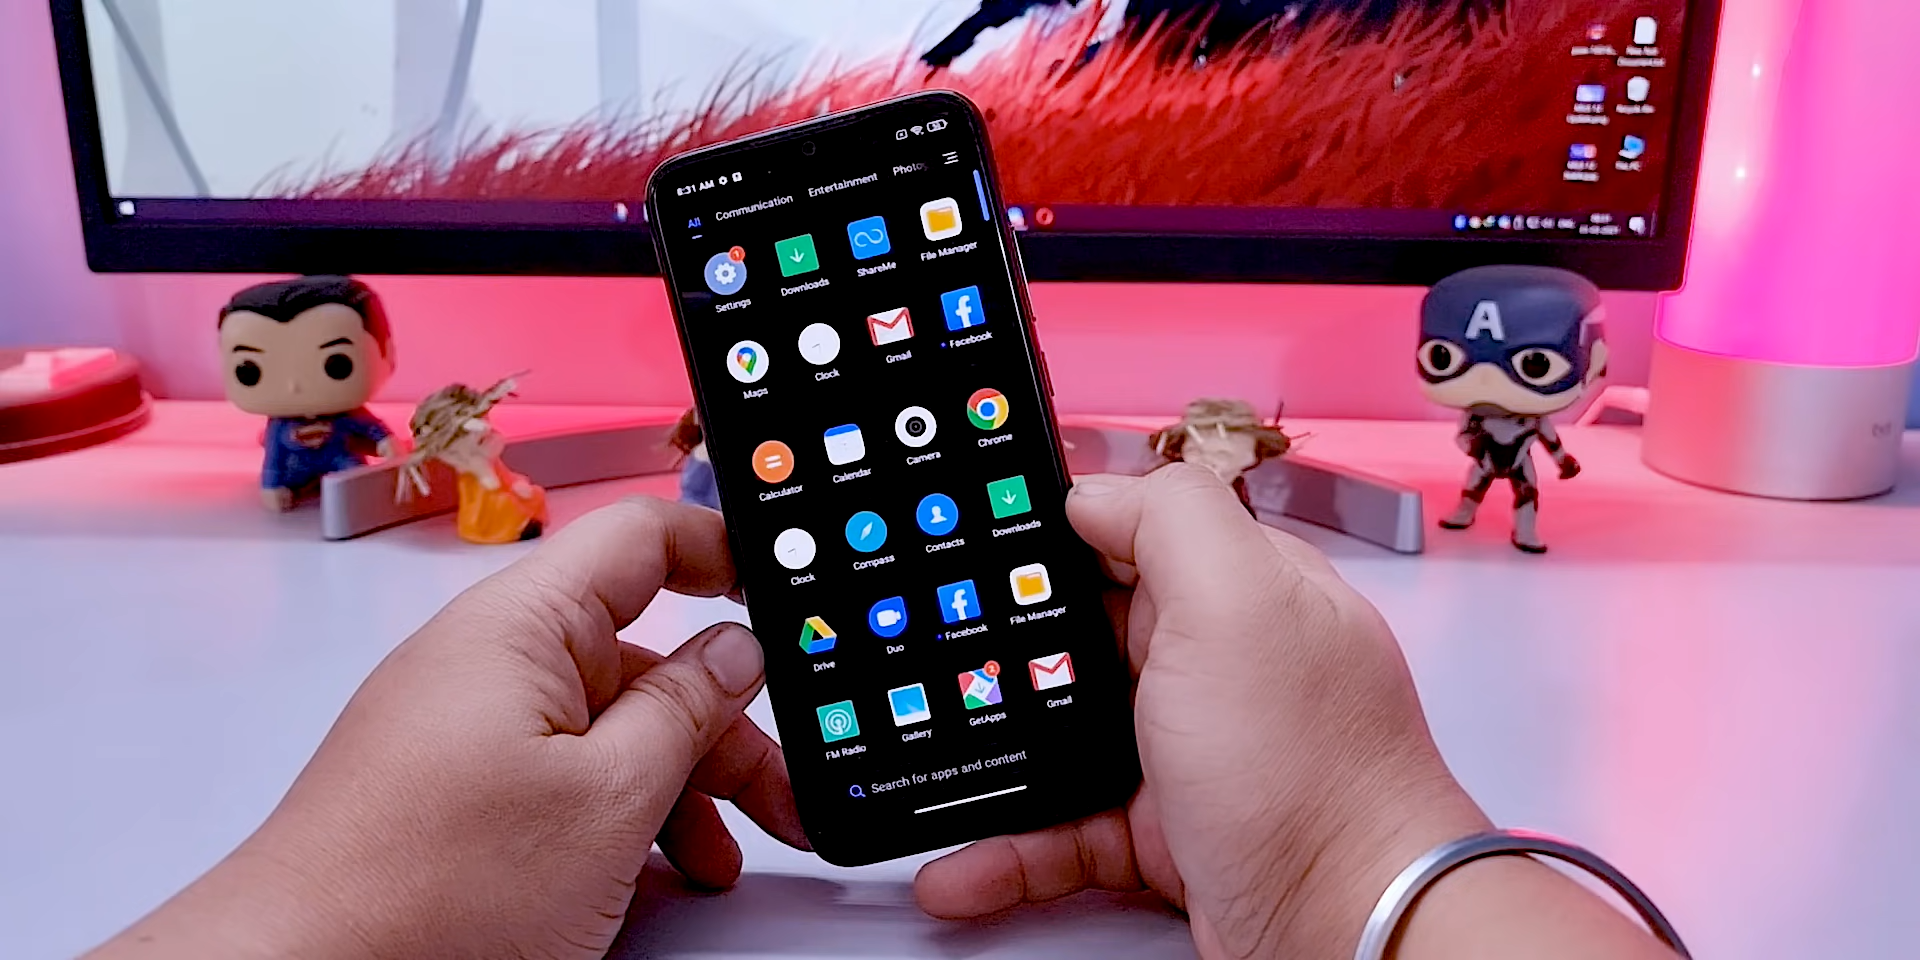 8:31 AM
All Communication Entertainment Photo
Settings Downloads ShareMe File Manager
Maps Clock Gmail Facebook
Calculator Calendar Camera Chrome
Clock Compass Contacts Downloads
Drive Duo Facebook File Manager
FM Radio Gallery GetApps Gmail
Search for apps and content
A